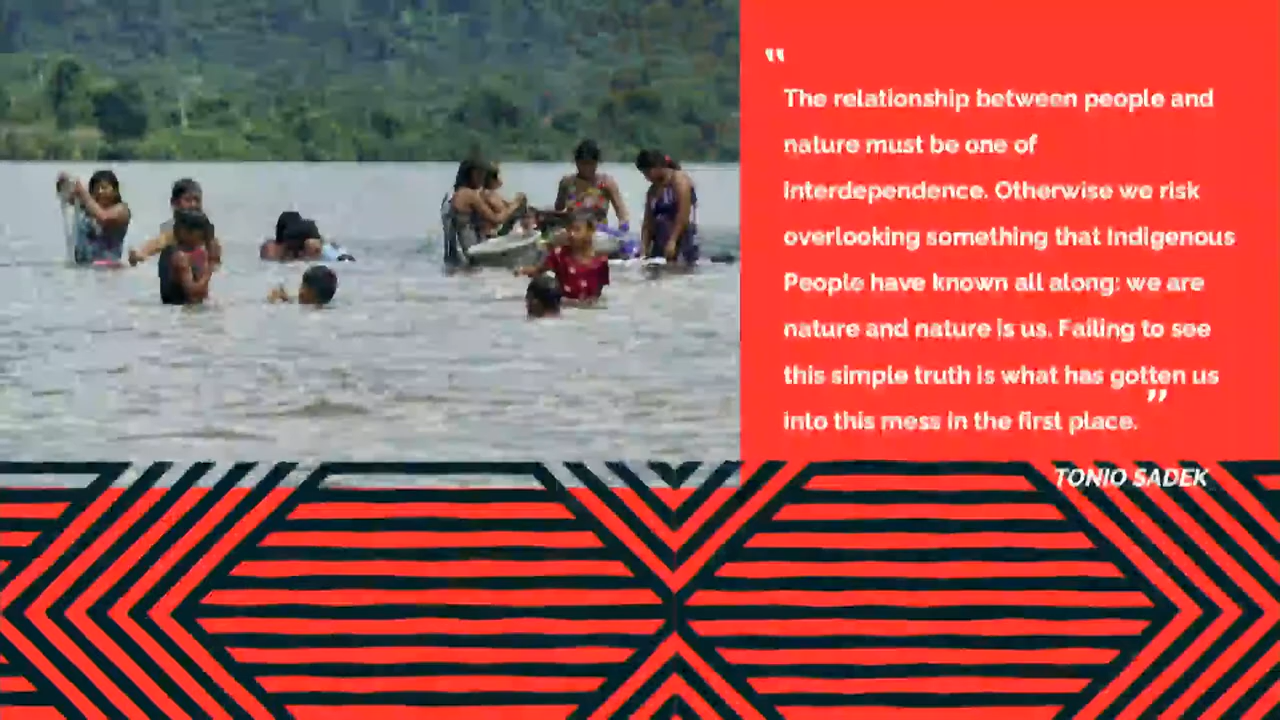 "
The relationship between people and
nature must be one of
interdependence. Otherwise we risk
overlooking something that Indigenous
People have known all along: we are
nature and nature is us. Failing to see
this simple truth is what has gotten us
into this mess in the first place."
TONIO SADEK